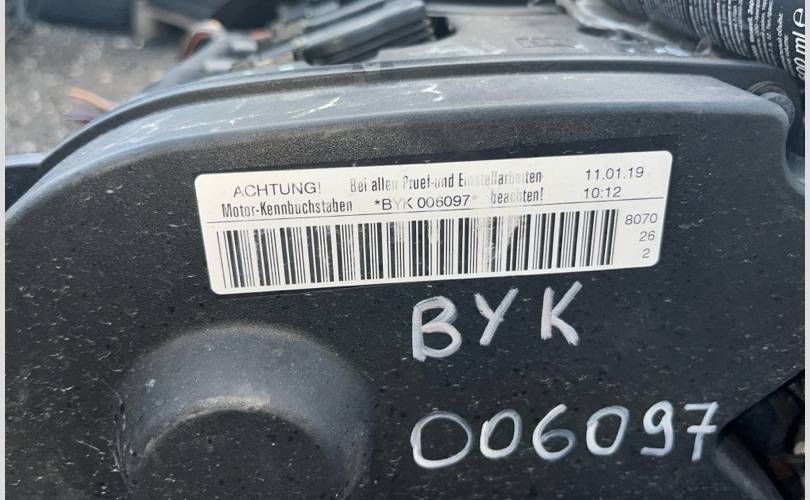 ACHTUNG! Bei allen Pruef-und Einstellarbeiten 11.01.19
Motor-Kennbuchstaben *BYK 006097* beachten! 10:12
8070
26
2
BYK
006097